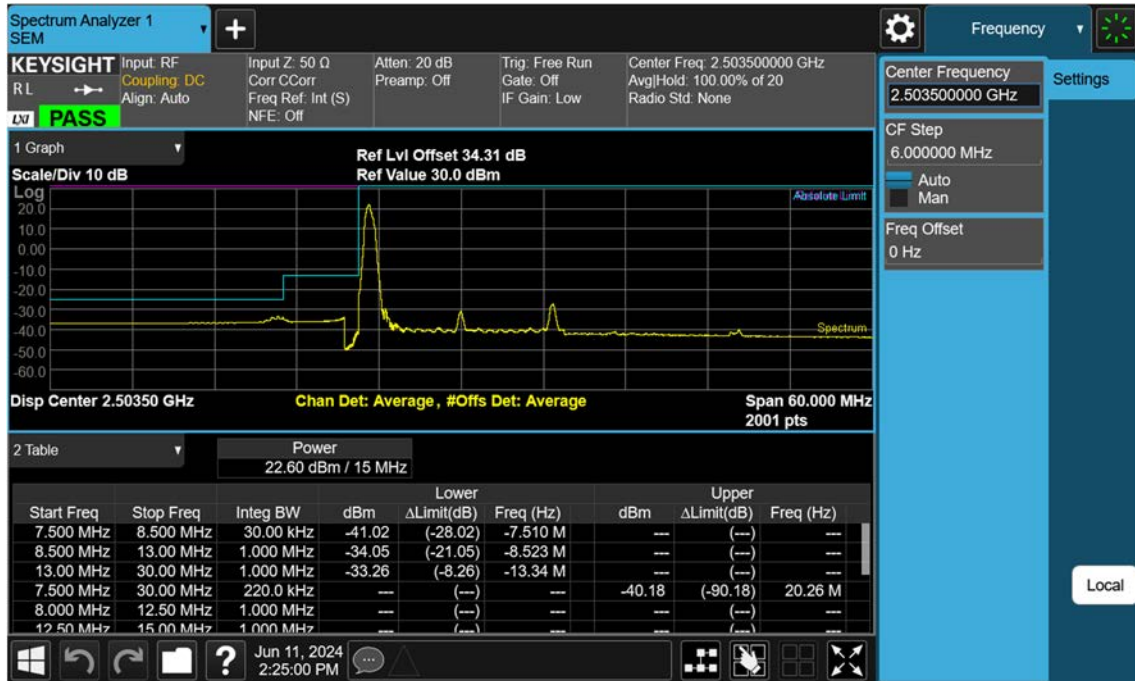 Spectrum Analyzer 1
SEM
Frequency
KEYSIGHT
R L
LXI
PASS
Input: RF
Coupling: DC
Align: Auto
Input Z: 50 Ω
Corr CCorr
Freq Ref: Int (S)
NFE: Off
Atten: 20 dB
Preamp: Off
Trig: Free Run
Gate: Off
IF Gain: Low
Center Freq: 2.503500000 GHz
Avg|Hold: 100.00% of 20
Radio Std: None
Center Frequency
2.503500000 GHz
Settings
CF Step
6.000000 MHz
Auto
Man
Freq Offset
0 Hz
1 Graph
Ref Lvl Offset 34.31 dB
Scale/Div 10 dB
Ref Value 30.0 dBm
Log
Absolute Limit
20.0
10.0
0.00
-10.0
-20.0
-30.0
-40.0
Spectrum
-50.0
-60.0
Disp Center 2.50350 GHz
Chan Det: Average, #Offs Det: Average
Span 60.000 MHz
2001 pts
2 Table
Power
22.60 dBm / 15 MHz
Lower Upper
Start Freq Stop Freq Integ BW dBm ΔLimit(dB) Freq (Hz) dBm ΔLimit(dB) Freq (Hz)
7.500 MHz 8.500 MHz 30.00 kHz -41.02 (-28.02) -7.510 M --- (---) ---
8.500 MHz 13.00 MHz 1.000 MHz -34.05 (-21.05) -8.523 M --- (---) ---
13.00 MHz 30.00 MHz 1.000 MHz -33.26 (-8.26) -13.34 M --- (---) ---
7.500 MHz 30.00 MHz 220.0 kHz --- (---) --- -40.18 (-90.18) 20.26 M
8.000 MHz 12.50 MHz 1.000 MHz --- (---) --- --- (---) ---
12.50 MHz 15.00 MHz 1.000 MHz --- (---) --- --- (---) ---
Local
?
Jun 11, 2024
2:25:00 PM